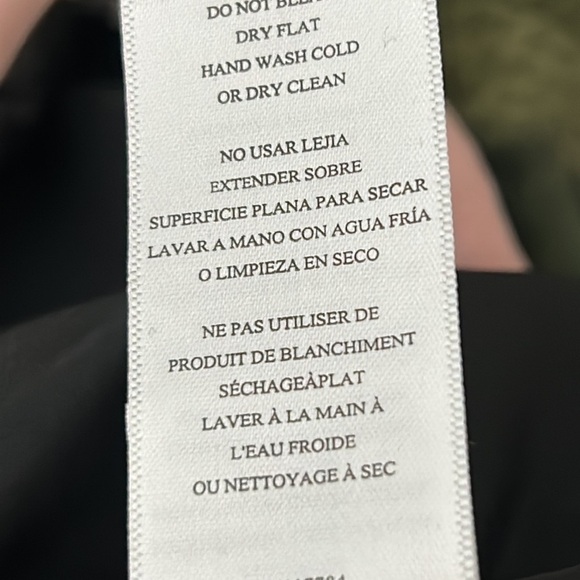 DO NOT
DRY FLAT
HAND WASH COLD
OR DRY CLEAN
NO USAR LEJIA
EXTENDER SOBRE
SUPERFICIE PLANA PARA SECAR
LAVAR A MANO CON AGUA FRÍA
O LIMPIEZA EN SECO
NE PAS UTILISER DE
PRODUIT DE BLANCHIMENT
SÉCHAGEÀPLAT
LAVER À LA MAIN À
L'EAU FROIDE
OU NETTOYAGE À SEC